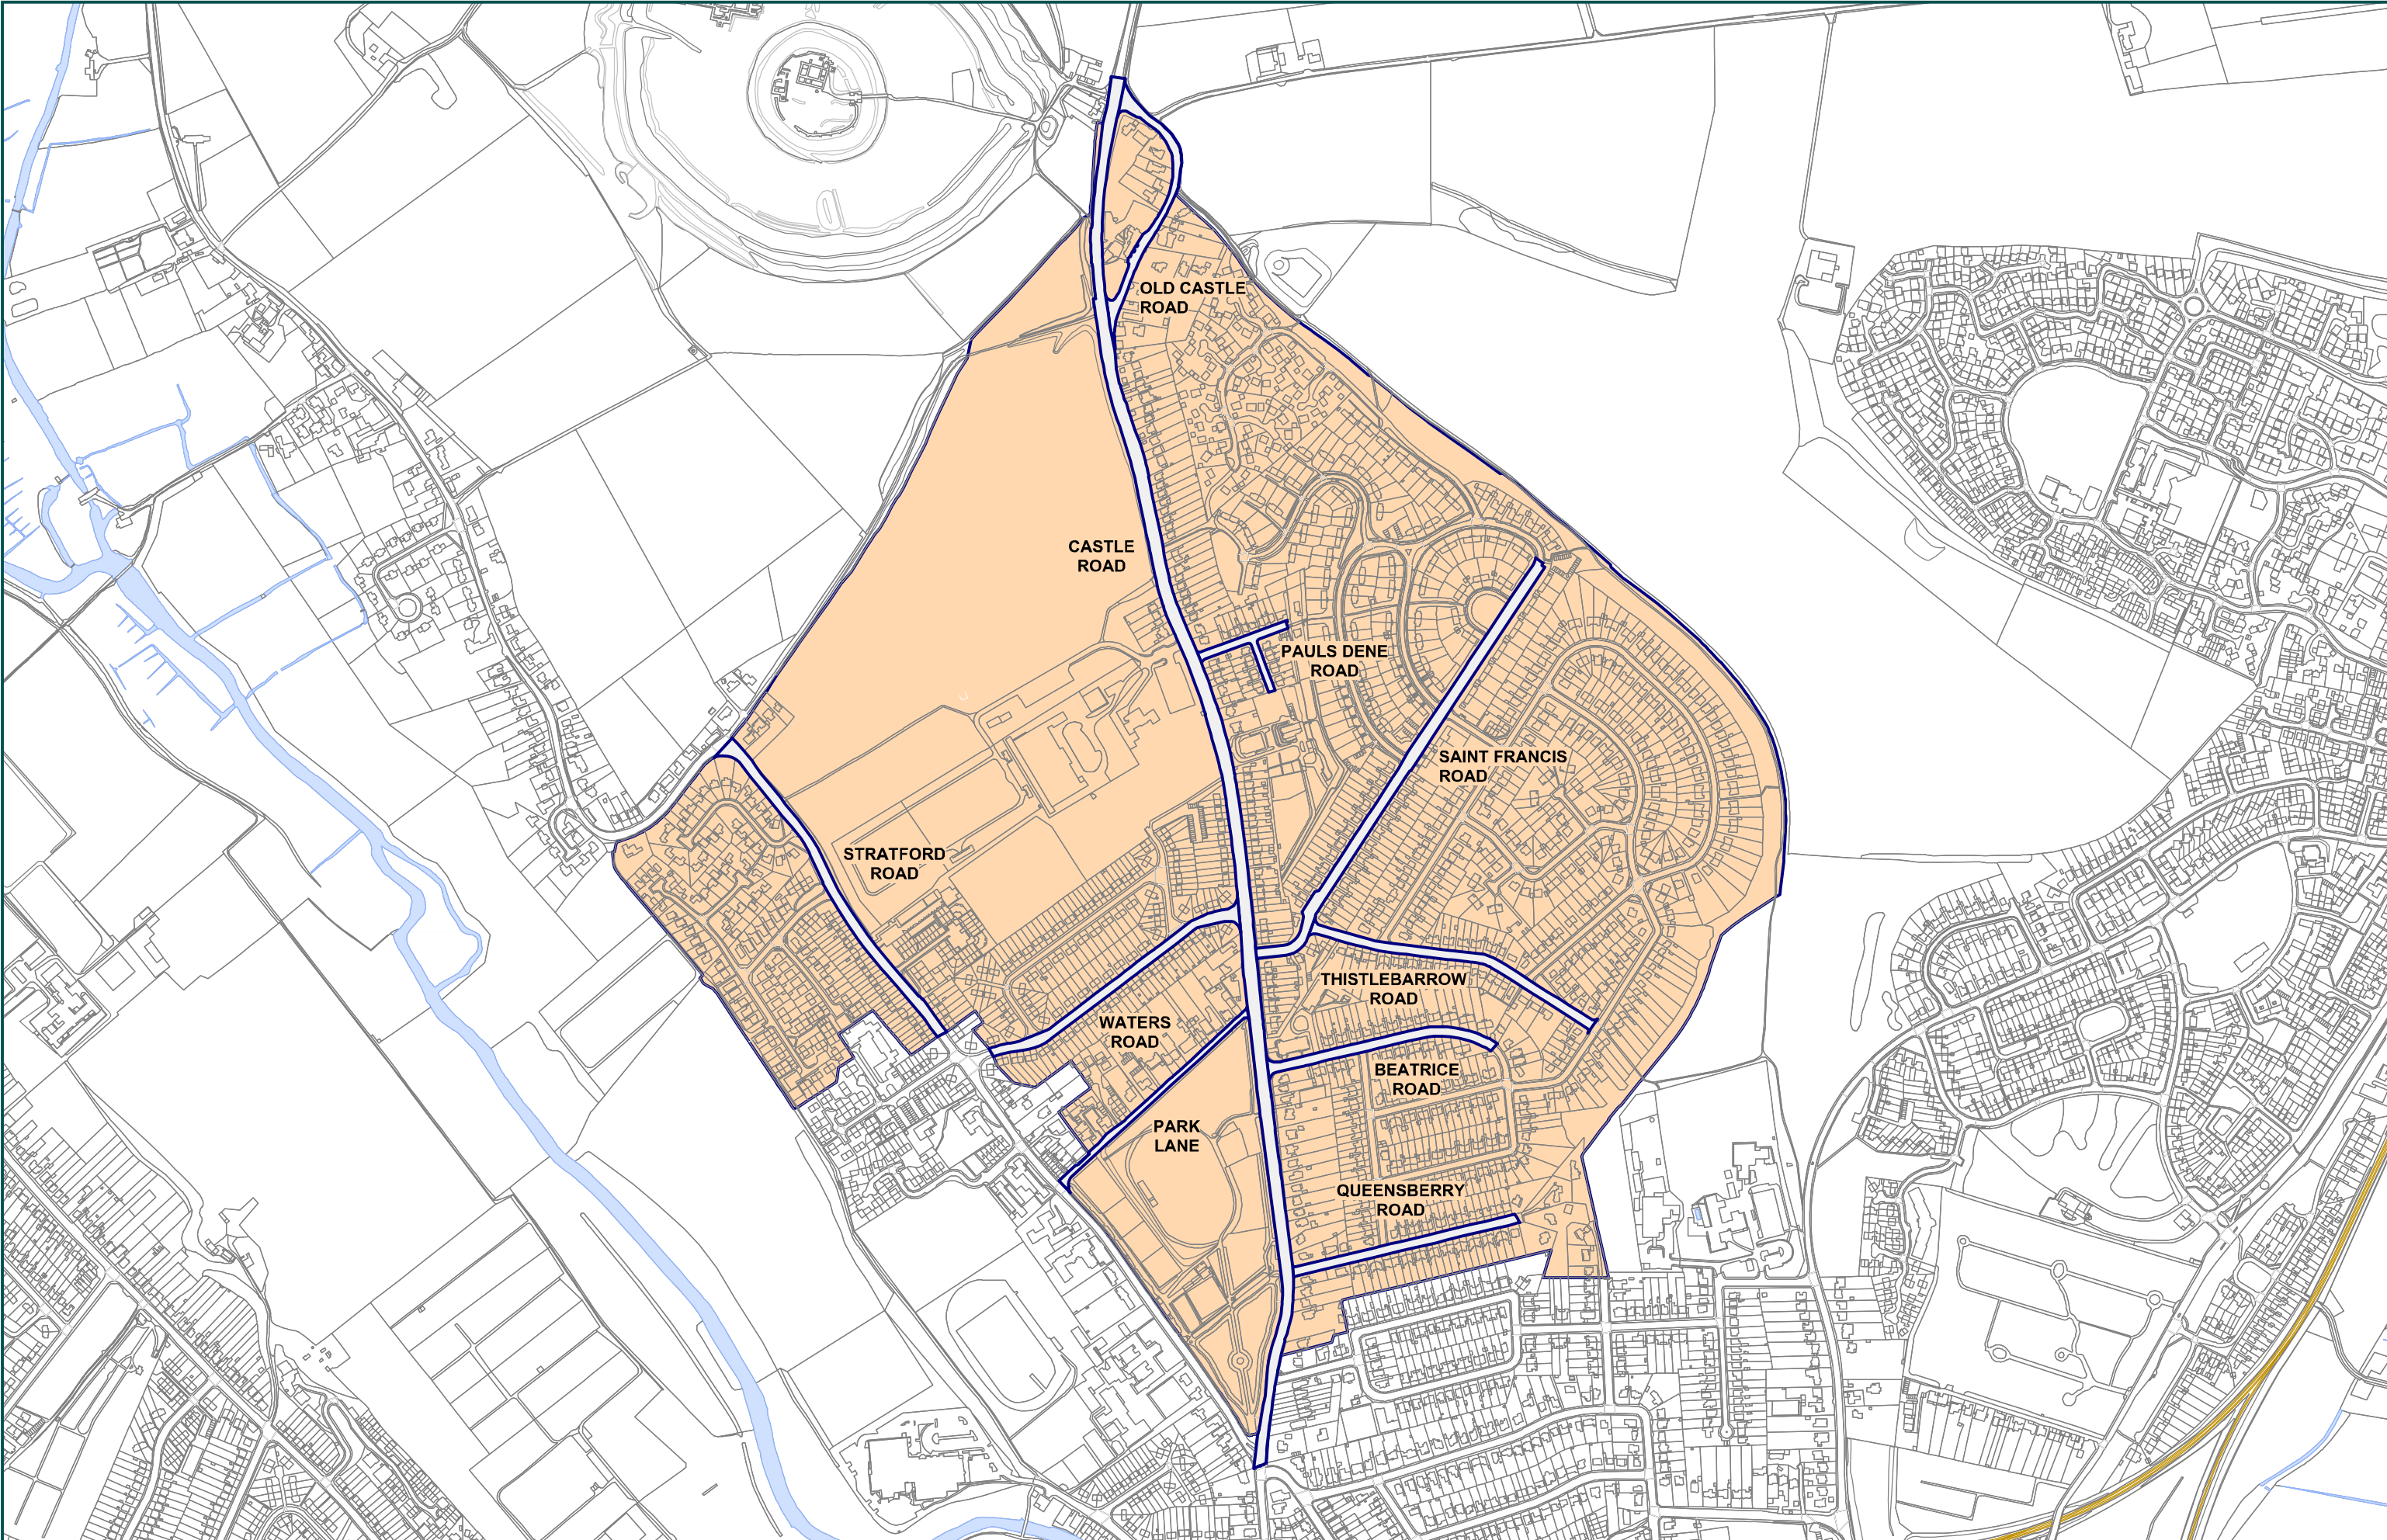 OLD CASTLE
ROAD
CASTLE
ROAD
PAULS DENE
ROAD
SAINT FRANCIS
ROAD
STRATFORD
ROAD
THISTLEBARROW
ROAD
WATERS
ROAD
BEATRICE
ROAD
PARK
LANE
QUEENSBERRY
ROAD